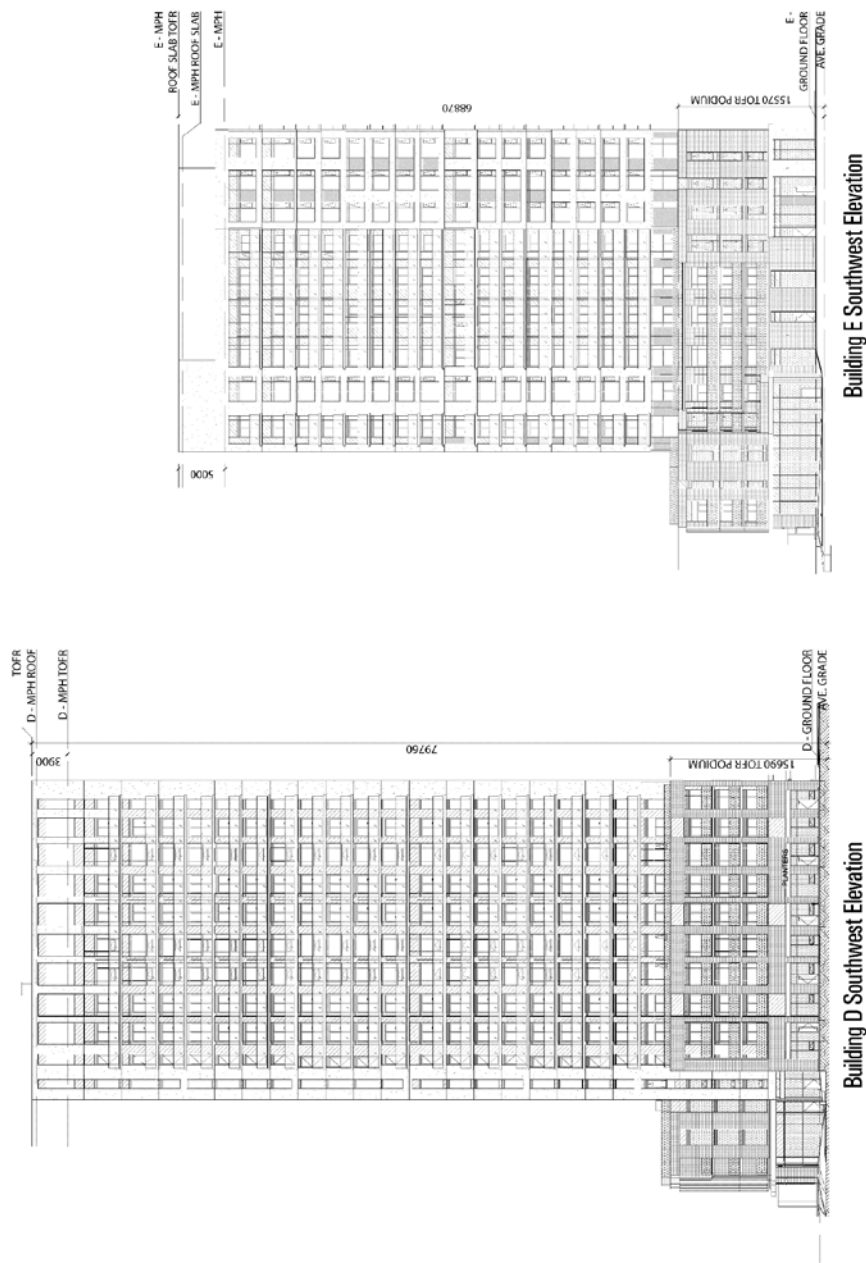 E - MPH
ROOF SLAB TOFR
E - MPH ROOF SLAB
E - MPH
5000
68870
15570 TOFR PODIUM
E -
GROUND FLOOR
AVE. GRADE
Building E Southwest Elevation
TOFR
D - MPH ROOF
D - MPH TOFR
3900
79760
15690 TOFR PODIUM
PLANTERS
D - GROUND FLOOR
AVE. GRADE
Building D Southwest Elevation